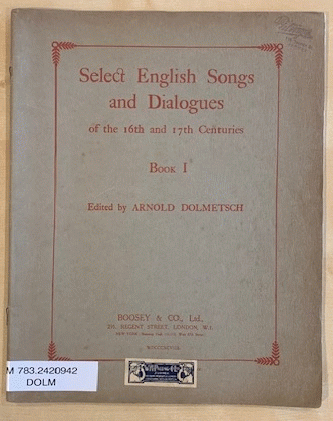 Select English Songs
and Dialogues
of the 16th and 17th Centuries
Book I
Edited by ARNOLD DOLMETSCH
BOOSEY & CO., Ltd.
REGENT STREET, LONDON, W.1.
MDCCCXCVIII
M 783.2420942
DOLM